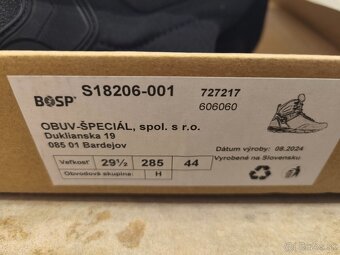 BOSP S18206-001 727217
606060
OBUV-ŠPECIÁL, spol. s r.o.
Duklianska 19
085 01 Bardejov
Dátum výroby: 08.2024
Veľkosť 29½ 285 44
Vyrobené na Slovensku
Obvodová skupina: H